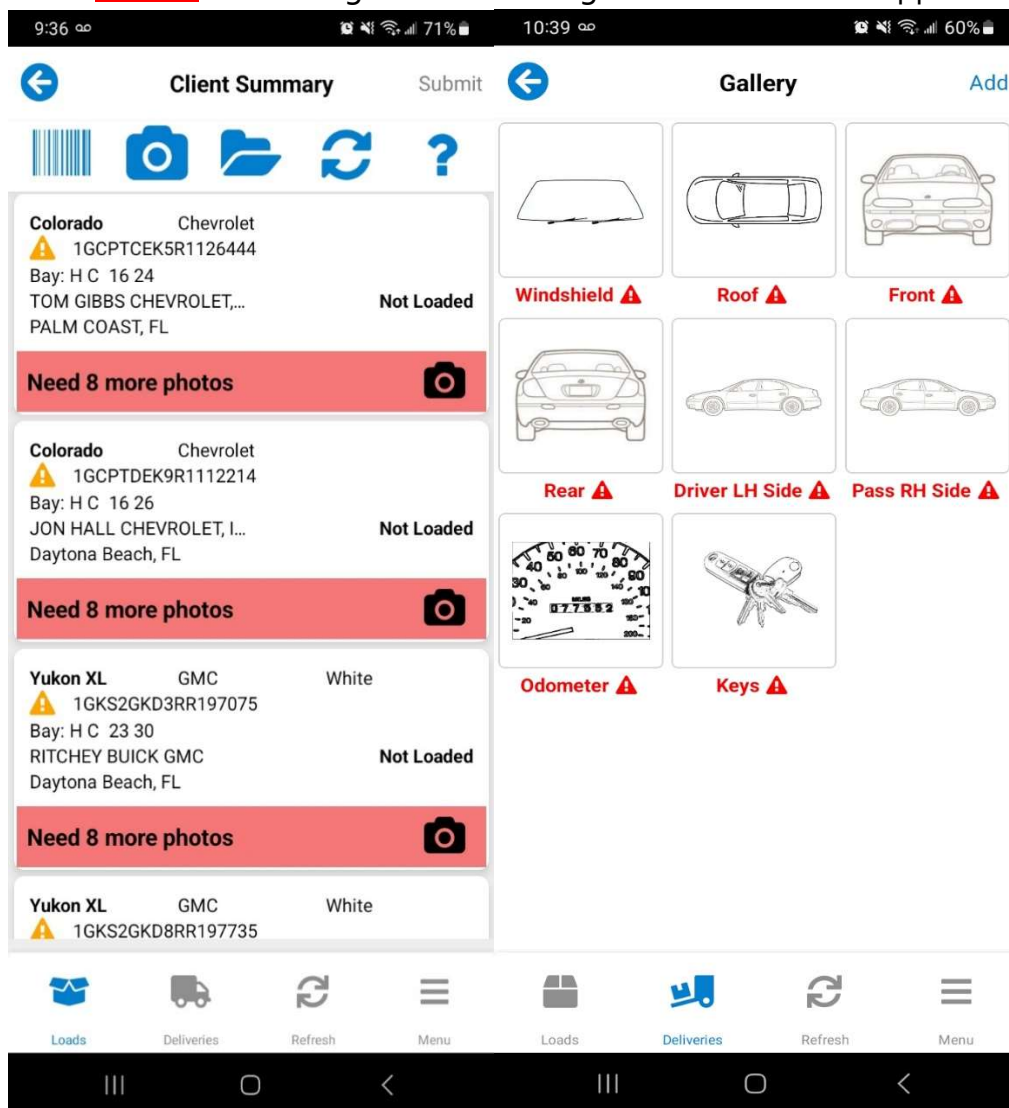 9:36 71%
Client Summary Submit
?
Colorado Chevrolet
1GCPTCEK5R1126444
Bay: H C 16 24
TOM GIBBS CHEVROLET,... Not Loaded
PALM COAST, FL
Need 8 more photos
Colorado Chevrolet
1GCPTDEK9R1112214
Bay: H C 16 26
JON HALL CHEVROLET, I... Not Loaded
Daytona Beach, FL
Need 8 more photos
Yukon XL GMC White
1GKS2GKD3RR197075
Bay: H C 23 30
RITCHEY BUICK GMC Not Loaded
Daytona Beach, FL
Need 8 more photos
Yukon XL GMC White
1GKS2GKD8RR197735
Loads Deliveries Refresh Menu
10:39 60%
Gallery Add
Windshield Roof Front
Rear Driver LH Side Pass RH Side
Odometer Keys
Loads Deliveries Refresh Menu